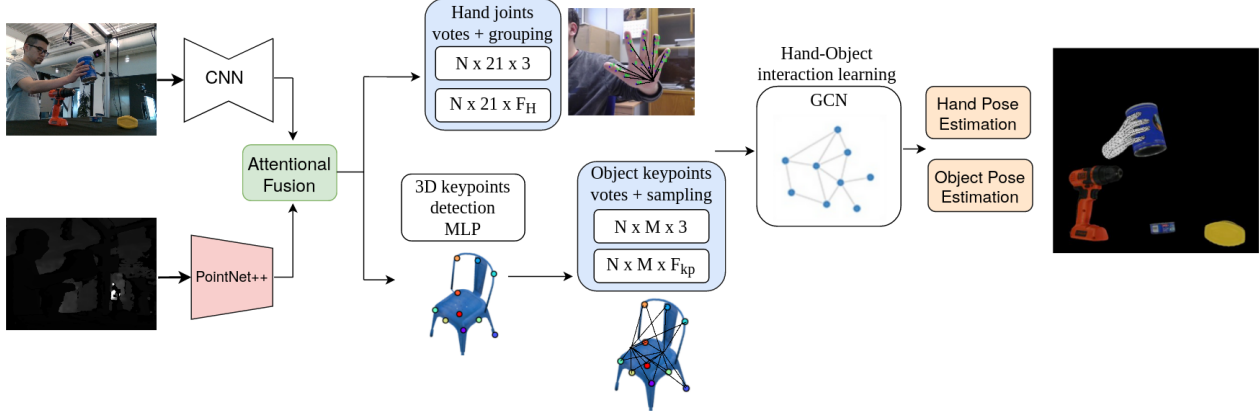 CNN
PointNet++
Attentional
Fusion
Hand joints
votes + grouping
N x 21 x 3
N x 21 x F_H
3D keypoints
detection
MLP
Object keypoints
votes + sampling
N x M x 3
N x M x F_kp
Hand-Object
interaction learning
GCN
Hand Pose
Estimation
Object Pose
Estimation